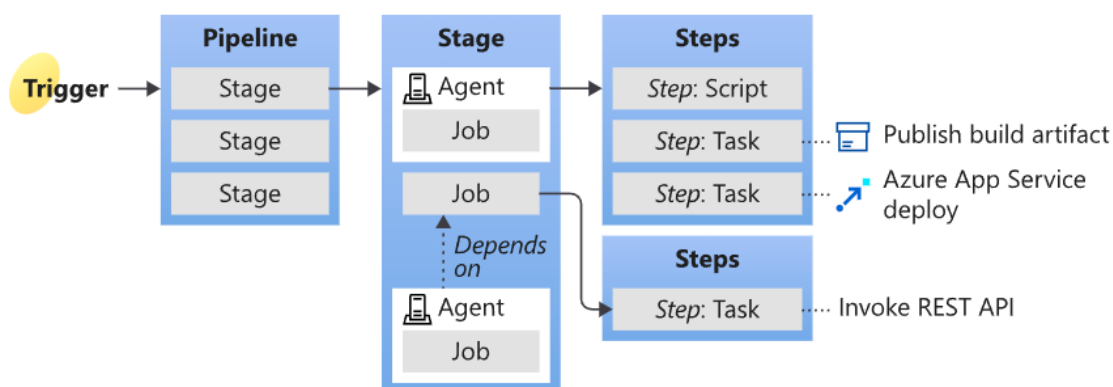 Trigger
Pipeline
Stage
Stage
Stage
Stage
Agent
Job
Job
Depends
on
Agent
Job
Steps
Step: Script
Step: Task
Publish build artifact
Step: Task
Azure App Service
deploy
Steps
Step: Task
Invoke REST API